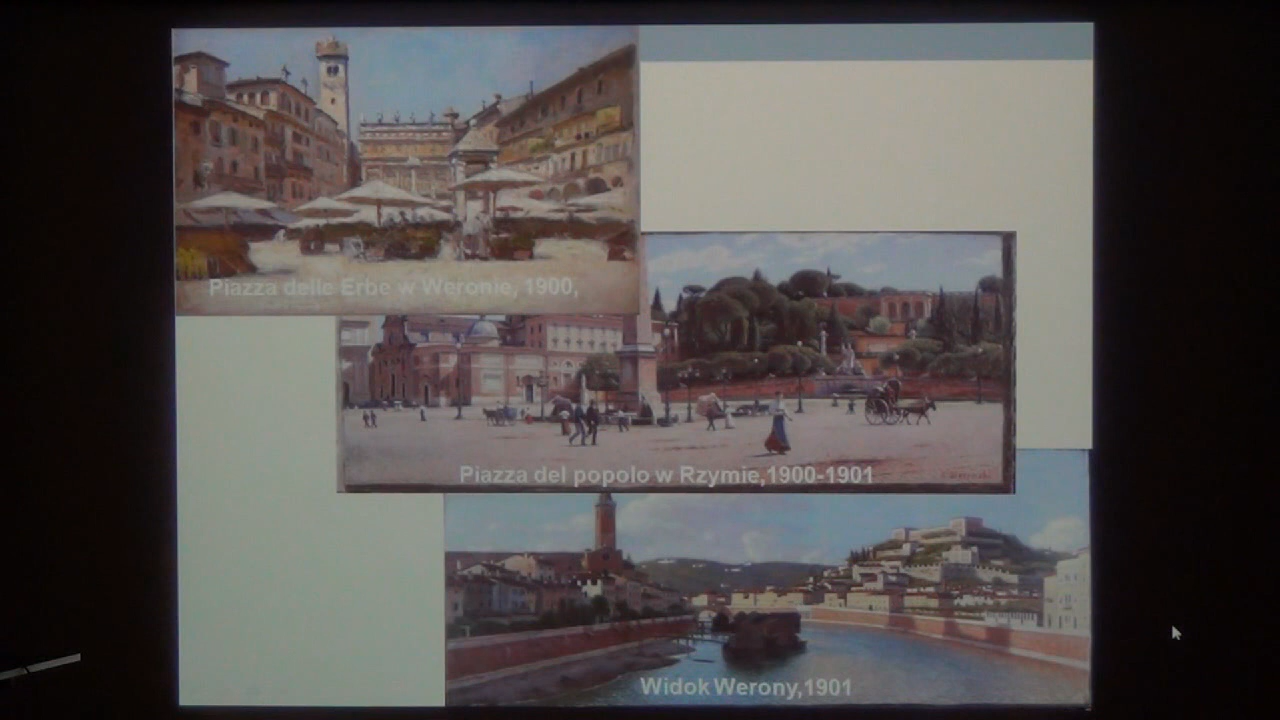 Piazza delle Erbe w Weronie, 1900,
Piazza del popolo w Rzymie,1900-1901
Widok Werony,1901